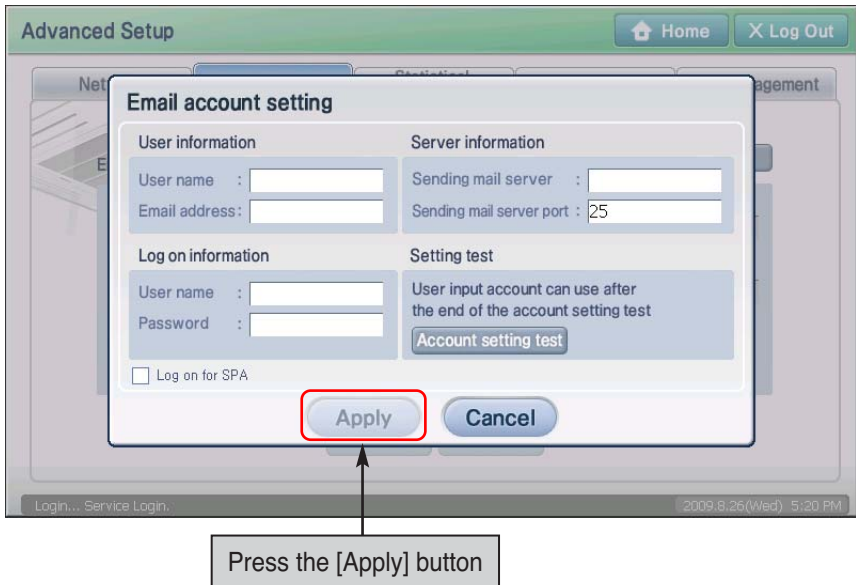 Advanced Setup
Home
X Log Out
Net
Statistical
agement
E
Email account setting
User information
User name :
Email address:
Server information
Sending mail server :
Sending mail server port : 25
Log on information
User name :
Password :
Setting test
User input account can use after
the end of the account setting test
Account setting test
Log on for SPA
Apply
Cancel
Login... Service Login.
2009.8.26(Wed) 5:20 PM
Press the [Apply] button